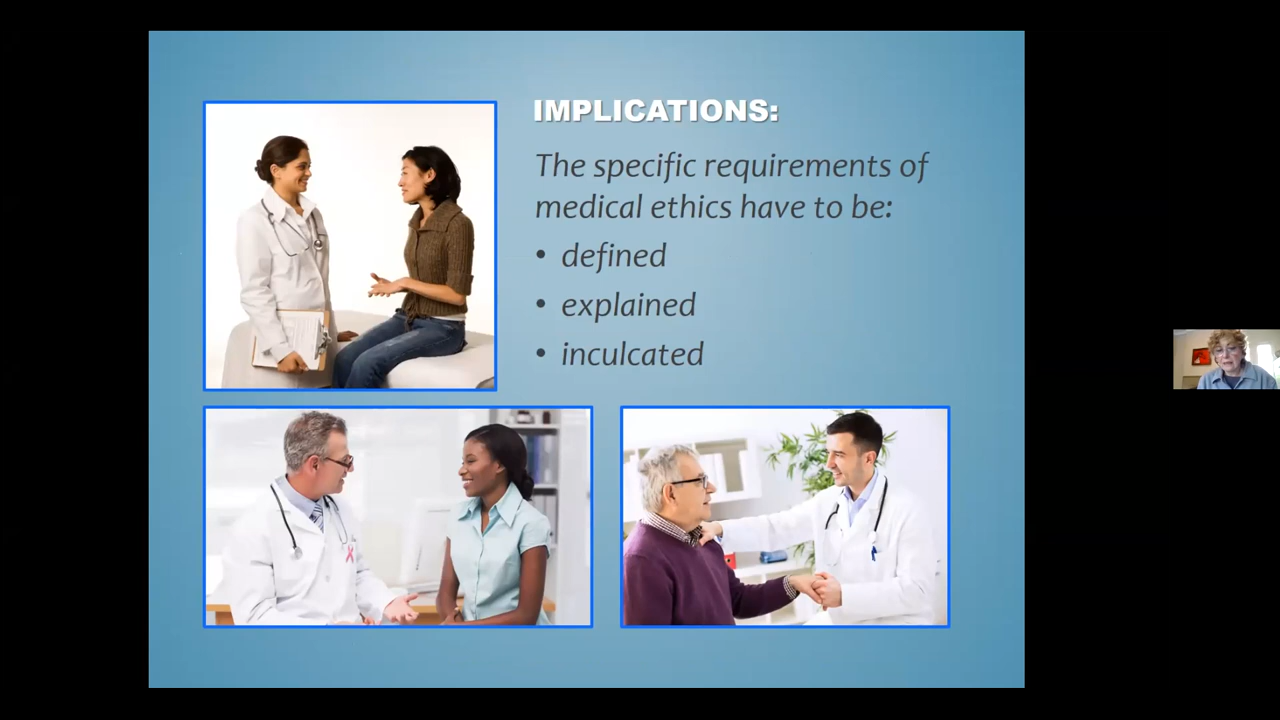 IMPLICATIONS:
The specific requirements of
medical ethics have to be:
• defined
• explained
• inculcated